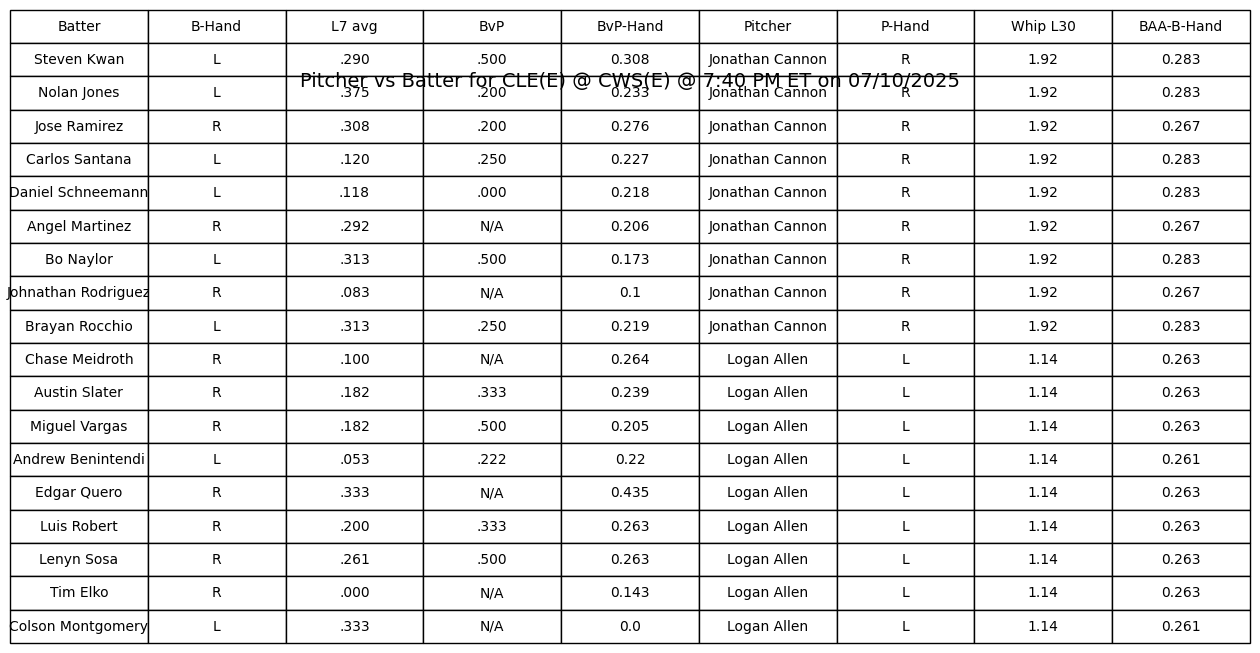 Batter B-Hand L7 avg BvP BvP-Hand Pitcher P-Hand Whip L30 BAA-B-Hand
Steven Kwan L .290 .500 0.308 Jonathan Cannon R 1.92 0.283
Pitcher vs Batter for CLE(E) @ CWS(E) @ 7:40 PM ET on 07/10/2025
Nolan Jones L .375 .200 0.233 Jonathan Cannon R 1.92 0.283
Jose Ramirez R .308 .200 0.276 Jonathan Cannon R 1.92 0.267
Carlos Santana L .120 .250 0.227 Jonathan Cannon R 1.92 0.283
Daniel Schneemann L .118 .000 0.218 Jonathan Cannon R 1.92 0.283
Angel Martinez R .292 N/A 0.206 Jonathan Cannon R 1.92 0.267
Bo Naylor L .313 .500 0.173 Jonathan Cannon R 1.92 0.283
Johnathan Rodriguez R .083 N/A 0.1 Jonathan Cannon R 1.92 0.267
Brayan Rocchio L .313 .250 0.219 Jonathan Cannon R 1.92 0.283
Chase Meidroth R .100 N/A 0.264 Logan Allen L 1.14 0.263
Austin Slater R .182 .333 0.239 Logan Allen L 1.14 0.263
Miguel Vargas R .182 .500 0.205 Logan Allen L 1.14 0.263
Andrew Benintendi L .053 .222 0.22 Logan Allen L 1.14 0.261
Edgar Quero R .333 N/A 0.435 Logan Allen L 1.14 0.263
Luis Robert R .200 .333 0.263 Logan Allen L 1.14 0.263
Lenyn Sosa R .261 .500 0.263 Logan Allen L 1.14 0.263
Tim Elko R .000 N/A 0.143 Logan Allen L 1.14 0.263
Colson Montgomery L .333 N/A 0.0 Logan Allen L 1.14 0.261